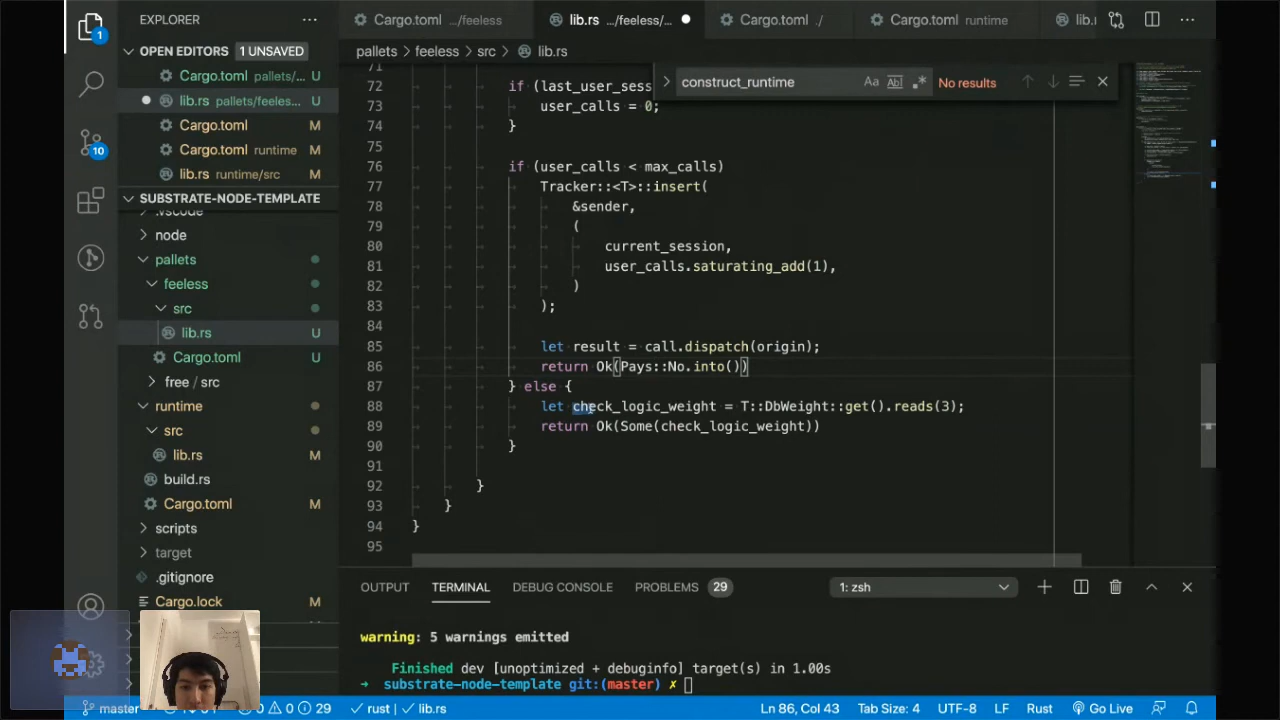 EXPLORER
OPEN EDITORS 1 UNSAVED
Cargo.toml pallets/... U
lib.rs pallets/feeles... U
Cargo.toml M
Cargo.toml runtime M
lib.rs runtime/src M
SUBSTRATE-NODE-TEMPLATE
.vscode
node
pallets
feeless
src
lib.rs U
Cargo.toml U
free / src
runtime
src
lib.rs M
build.rs
Cargo.toml M
scripts
target
.gitignore
Cargo.lock M
1
10
Cargo.toml .../feeless
lib.rs .../feeless/...
Cargo.toml ./
Cargo.toml runtime
lib.
pallets > feeless > src > lib.rs
construct_runtime
Aa
No results
71
72 if (last_user_sess
73 user_calls = 0;
74 }
75
76 if (user_calls < max_calls)
77 Tracker::<T>::insert(
78 &sender,
79 (
80 current_session,
81 user_calls.saturating_add(1),
82 )
83 );
84
85 let result = call.dispatch(origin);
86 return Ok(Pays::No.into())
87 } else {
88 let check_logic_weight = T::DbWeight::get().reads(3);
89 return Ok(Some(check_logic_weight))
90 }
91
92 }
93 }
94 }
95
OUTPUT TERMINAL DEBUG CONSOLE PROBLEMS 29 1: zsh
warning: 5 warnings emitted
Finished dev [unoptimized + debuginfo] target(s) in 1.00s
➜ substrate-node-template git:(master) ✗
master 0 0 29 ✓ rust | ✓ lib.rs Ln 86, Col 43 Tab Size: 4 UTF-8 LF Rust Go Live